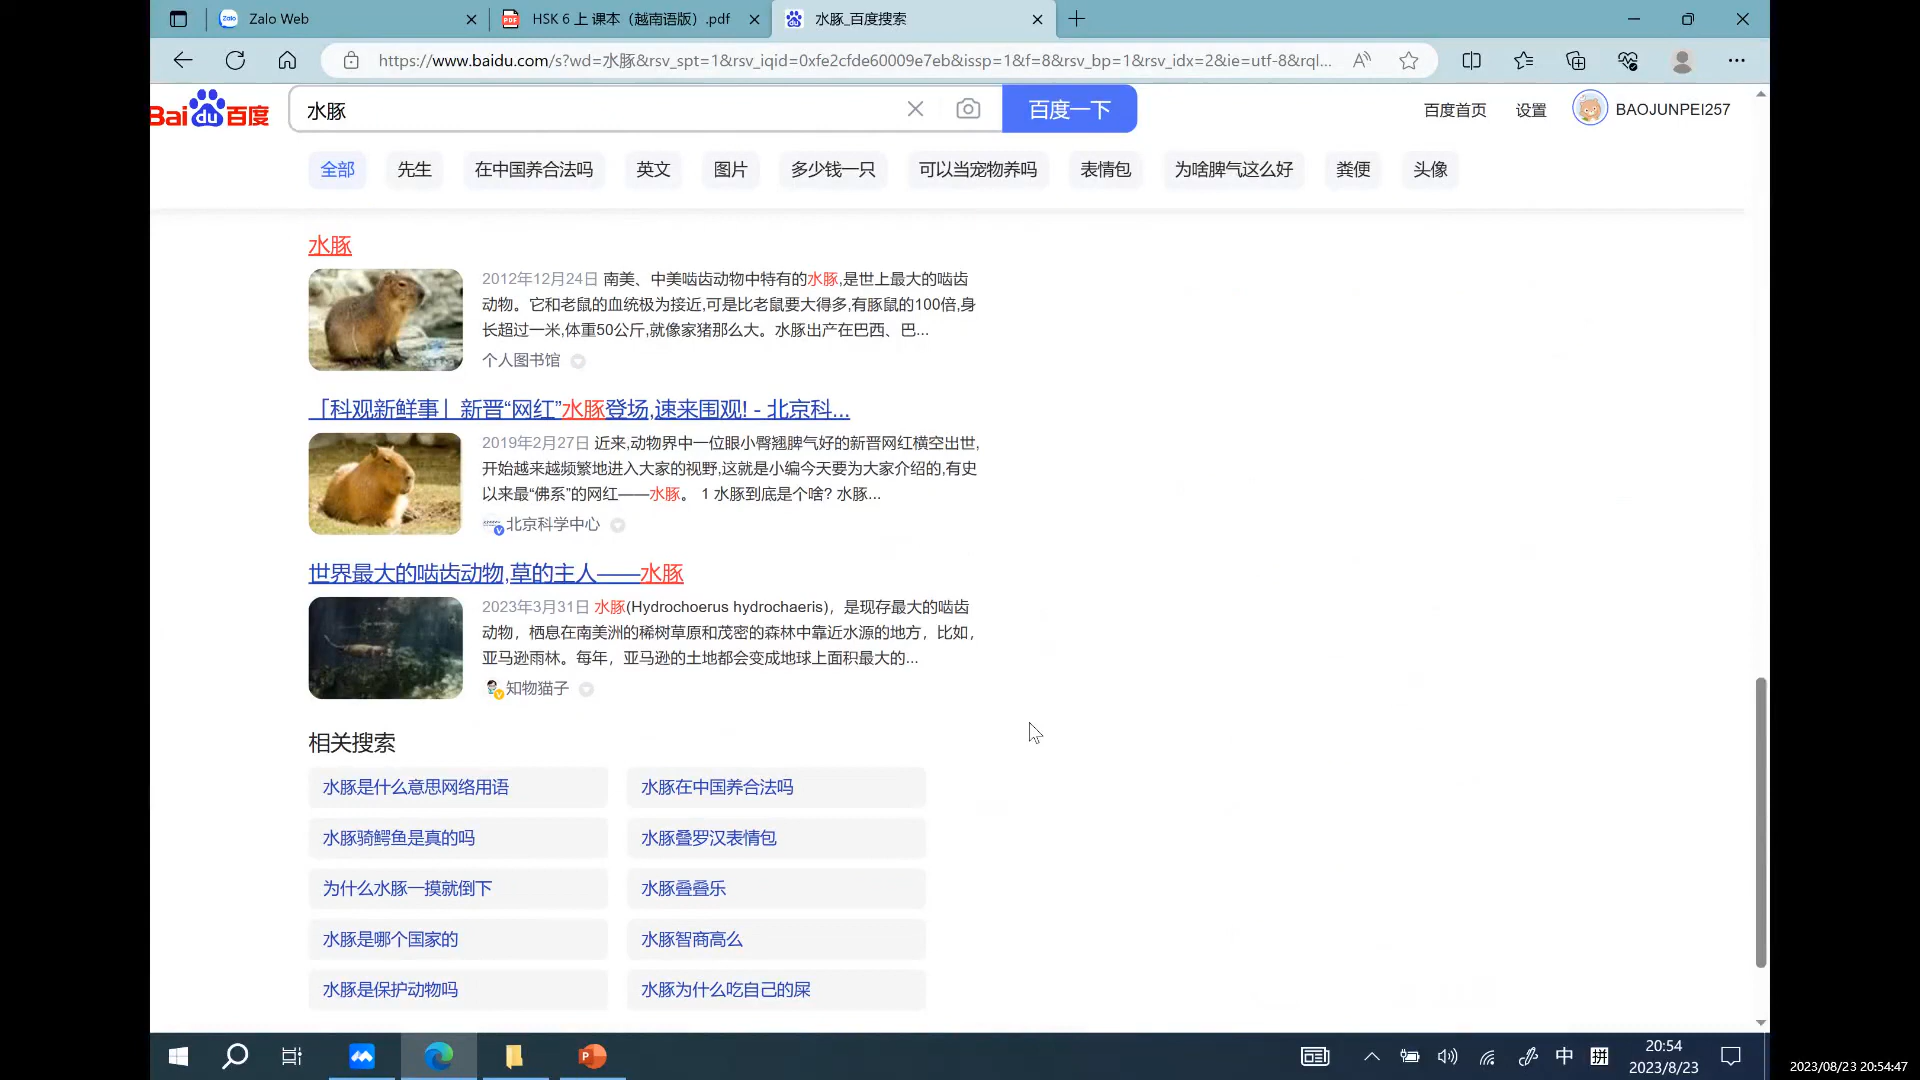 Zalo Web
HSK 6 上 课本（越南语版）.pdf
水豚_百度搜索
https://www.baidu.com/s?wd=水豚&rsv_spt=1&rsv_iqid=0xfe2cfde60009e7eb&issp=1&f=8&rsv_bp=1&rsv_idx=2&ie=utf-8&rql...
Bai du 百度
水豚
百度一下
百度首页
设置
BAOJUNPEI257
全部
先生
在中国养合法吗
英文
图片
多少钱一只
可以当宠物养吗
表情包
为啥脾气这么好
粪便
头像
水豚
2012年12月24日 南美、中美啮齿动物中特有的水豚,是世上最大的啮齿
动物。它和老鼠的血统极为接近,可是比老鼠要大得多,有豚鼠的100倍,身
长超过一米,体重50公斤,就像家猪那么大。水豚出产在巴西、巴...
个人图书馆
「科观新鲜事」新晋“网红”水豚登场,速来围观! - 北京科...
2019年2月27日 近来,动物界中一位眼小臀翘脾气好的新晋网红横空出世,
开始越来越频繁地进入大家的视野,这就是小编今天要为大家介绍的,有史
以来最“佛系”的网红——水豚。 1 水豚到底是个啥? 水豚...
北京科学中心
世界最大的啮齿动物,草的主人——水豚
2023年3月31日 水豚(Hydrochoerus hydrochaeris)，是现存最大的啮齿
动物，栖息在南美洲的稀树草原和茂密的森林中靠近水源的地方，比如，
亚马逊雨林。每年，亚马逊的土地都会变成地球上面积最大的...
知物猫子
相关搜索
水豚是什么意思网络用语
水豚在中国养合法吗
水豚骑鳄鱼是真的吗
水豚叠罗汉表情包
为什么水豚一摸就倒下
水豚叠叠乐
水豚是哪个国家的
水豚智商高么
水豚是保护动物吗
水豚为什么吃自己的屎
中
拼
20:54
2023/8/23
2023/08/23 20:54:47